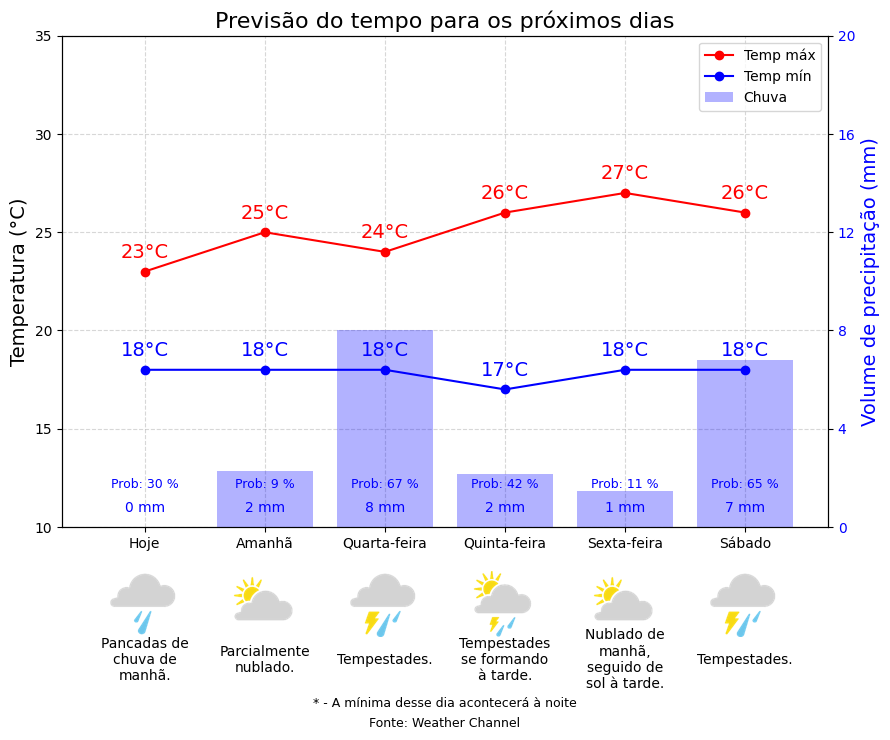 Previsão do tempo para os próximos dias
35
30
25
20
15
10
Temperatura (°C)
20
16
12
8
4
0
Volume de precipitação (mm)
Temp máx
Temp mín
Chuva
23°C
25°C
24°C
26°C
27°C
26°C
18°C
18°C
18°C
17°C
18°C
18°C
Prob: 30 %
Prob: 9 %
Prob: 67 %
Prob: 42 %
Prob: 11 %
Prob: 65 %
0 mm
2 mm
8 mm
2 mm
1 mm
7 mm
Hoje
Amanhã
Quarta-feira
Quinta-feira
Sexta-feira
Sábado
Pancadas de
chuva de
manhã.
Parcialmente
nublado.
Tempestades.
Tempestades
se formando
à tarde.
Nublado de
manhã,
seguido de
sol à tarde.
Tempestades.
* - A mínima desse dia acontecerá à noite
Fonte: Weather Channel